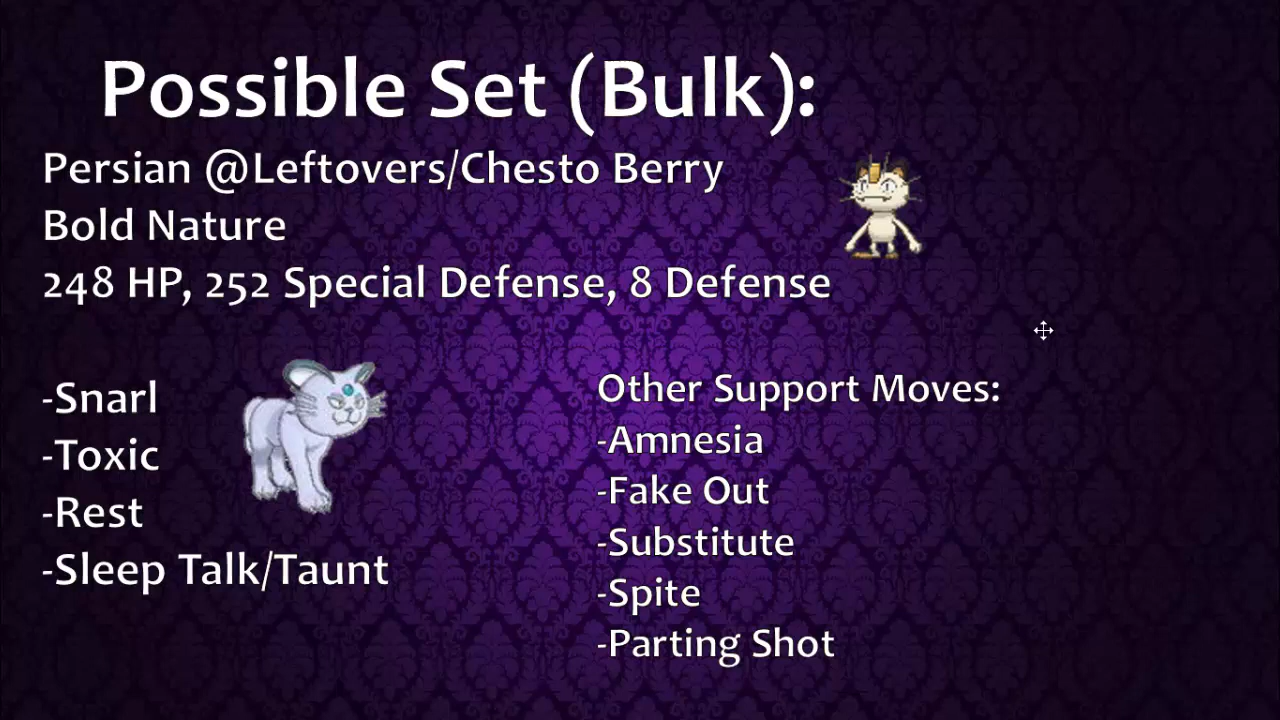 Possible Set (Bulk):
Persian @Leftovers/Chesto Berry
Bold Nature
248 HP, 252 Special Defense, 8 Defense
-Snarl
-Toxic
-Rest
-Sleep Talk/Taunt
Other Support Moves:
-Amnesia
-Fake Out
-Substitute
-Spite
-Parting Shot